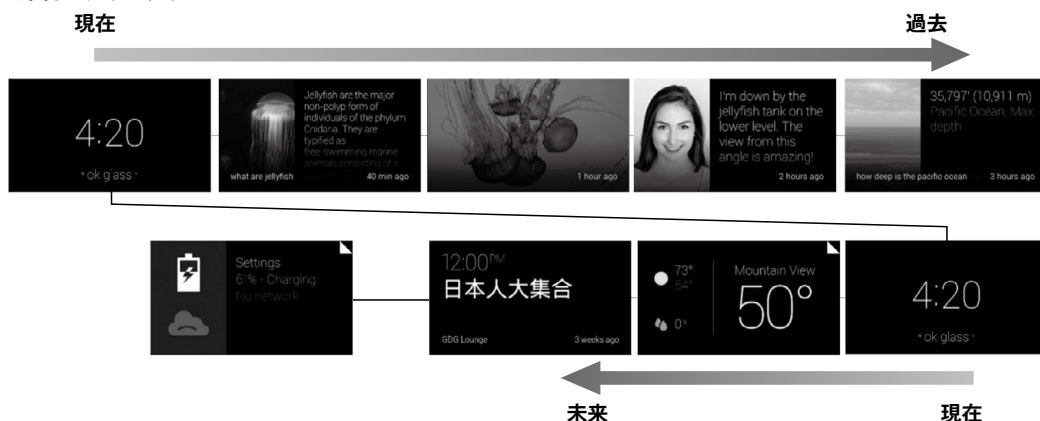 現在
過去
4:20
"ok glass"
Jellyfish are the major
non-polyp form of
individuals of the phylum
Cnidaria. They are
typified as
free-swimming marine
animals consisting of a
what are jellyfish
40 min ago
1 hour ago
I'm down by the
jellyfish tank on the
lower level. The
view from this
angle is amazing!
2 hours ago
35,797' (10,911 m)
Pacific Ocean, Max
depth
how deep is the pacific ocean
3 hours ago
Settings
61% - Charging
No network
12:00PM
日本人大集合
GDG Lounge
3 weeks ago
73°
54°
0%
Mountain View
50°
4:20
"ok glass"
未来
現在